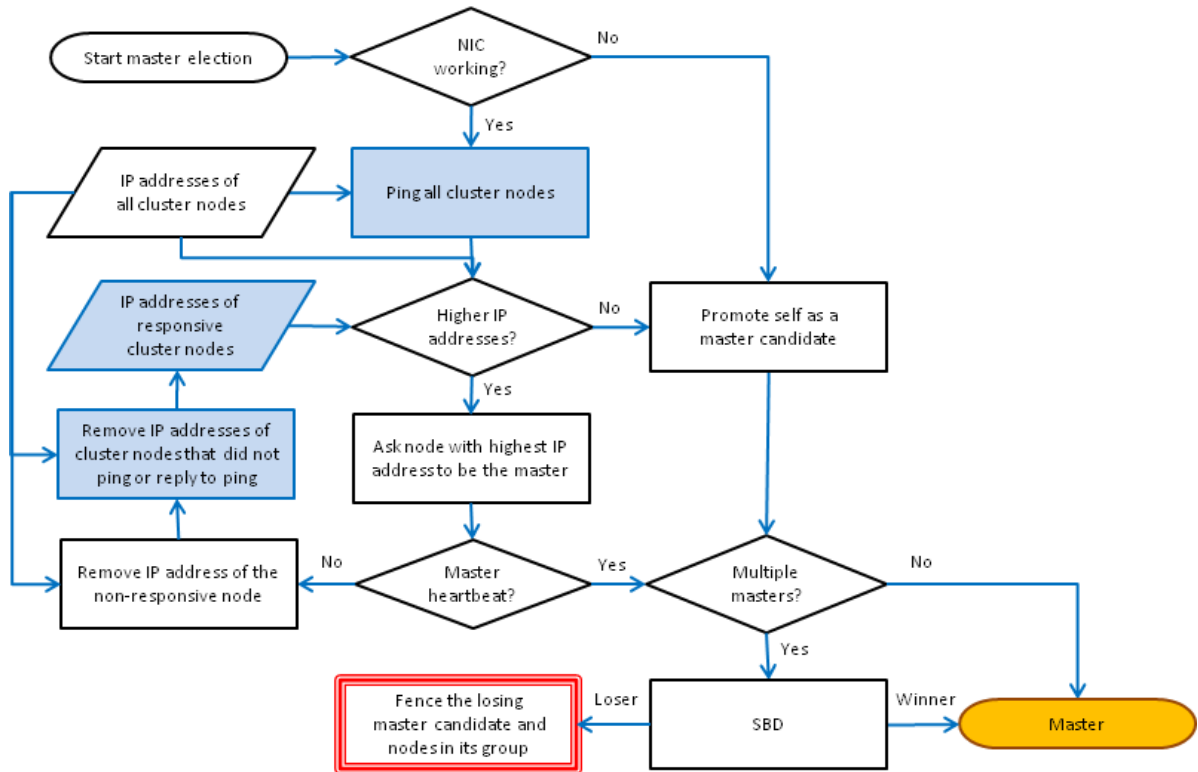 Start master election
NIC
working?
No
Yes
IP addresses of
all cluster nodes
Ping all cluster nodes
IP addresses of
responsive
cluster nodes
Higher IP
addresses?
No
Promote self as a
master candidate
Yes
Remove IP addresses of
cluster nodes that did not
ping or reply to ping
Ask node with highest IP
address to be the master
Remove IP address of the
non-responsive node
No
Master
heartbeat?
Yes
Multiple
masters?
No
Yes
Fence the losing
master candidate and
nodes in its group
Loser
SBD
Winner
Master